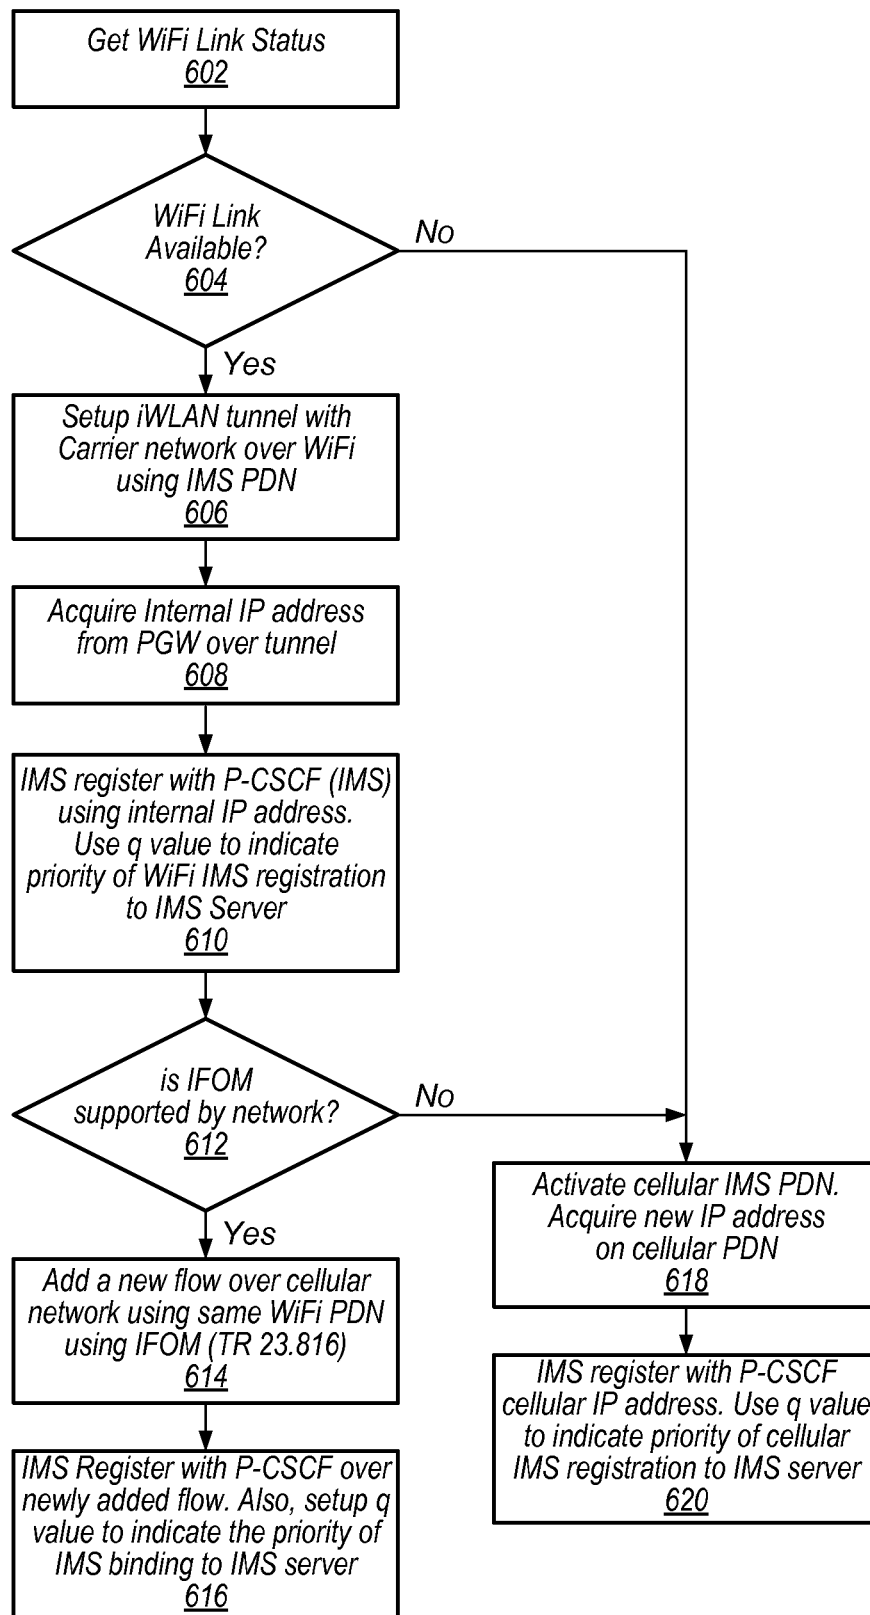 Get WiFi Link Status
602
WiFi Link
Available?
604
No
Yes
Setup iWLAN tunnel with
Carrier network over WiFi
using IMS PDN
606
Acquire Internal IP address
from PGW over tunnel
608
IMS register with P-CSCF (IMS)
using internal IP address.
Use q value to indicate
priority of WiFi IMS registration
to IMS Server
610
is IFOM
supported by network?
612
No
Yes
Add a new flow over cellular
network using same WiFi PDN
using IFOM (TR 23.816)
614
IMS Register with P-CSCF over
newly added flow. Also, setup q
value to indicate the priority of
IMS binding to IMS server
616
Activate cellular IMS PDN.
Acquire new IP address
on cellular PDN
618
IMS register with P-CSCF
cellular IP address. Use q value
to indicate priority of cellular
IMS registration to IMS server
620